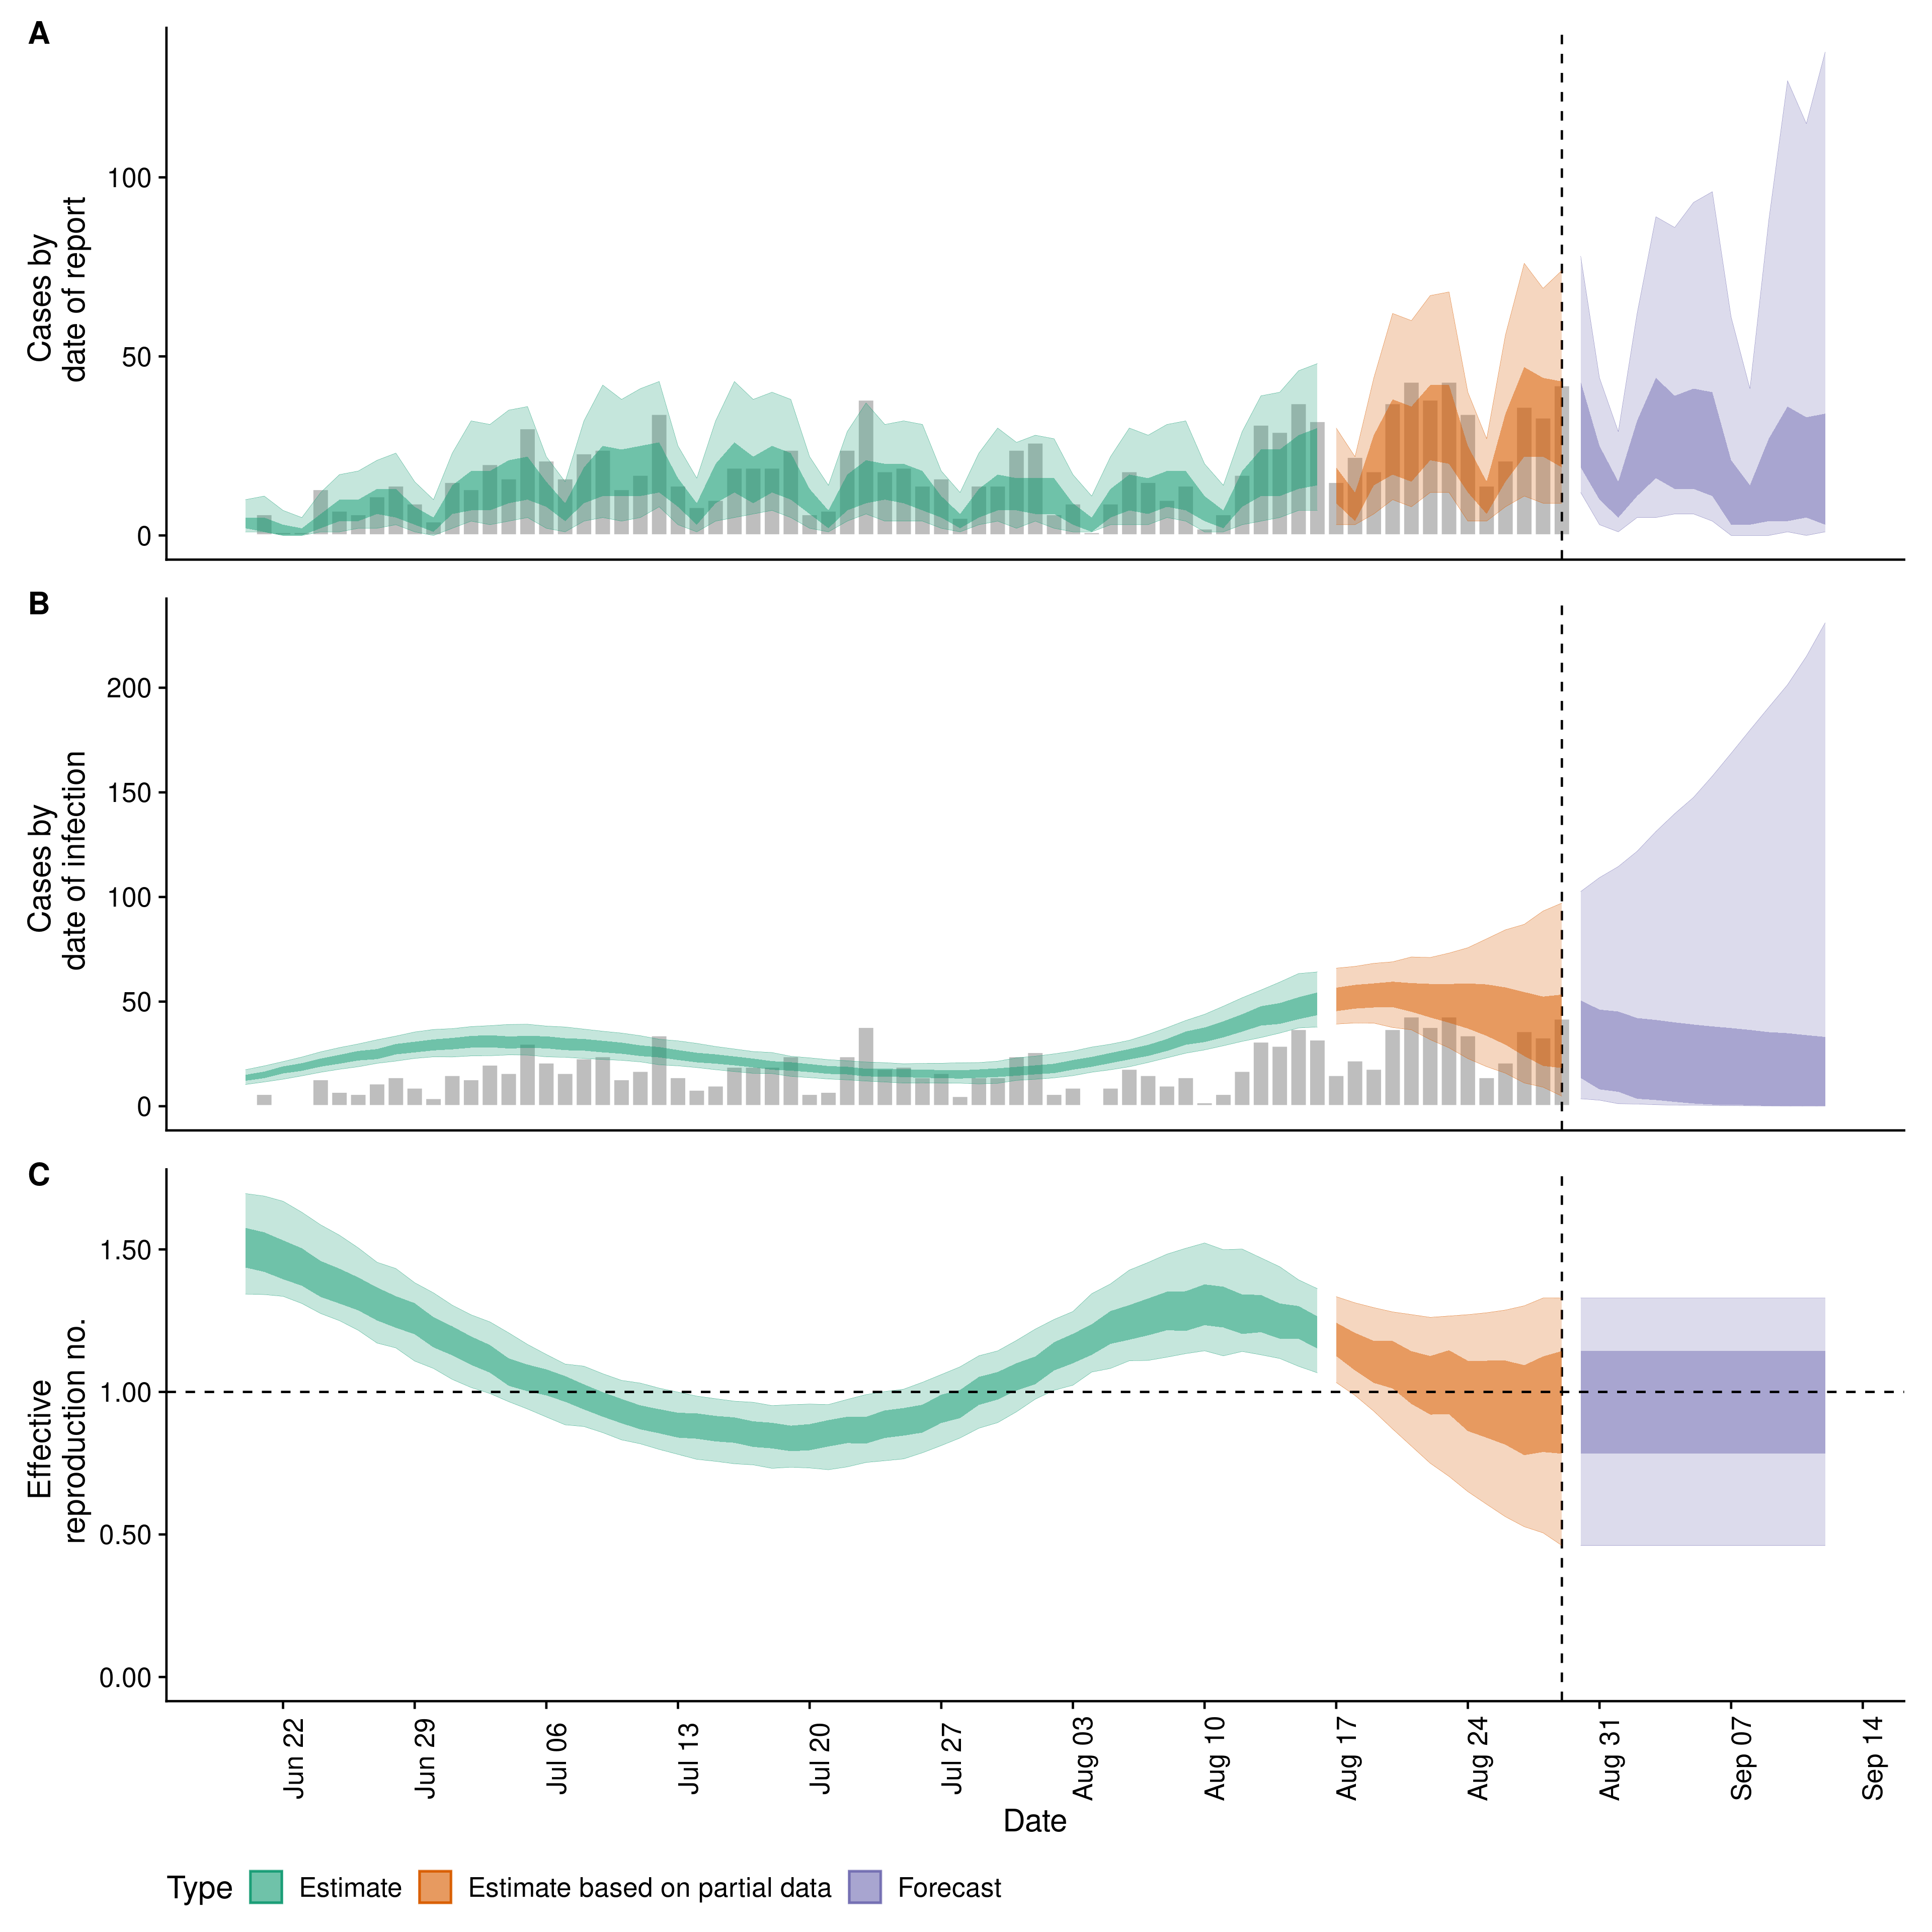 A
Cases by
date of report
100
50
0
B
Cases by
date of infection
200
150
100
50
0
C
Effective
reproduction no.
1.50
1.00
0.50
0.00
Jun 22
Jun 29
Jul 06
Jul 13
Jul 20
Jul 27
Aug 03
Aug 10
Aug 17
Aug 24
Aug 31
Sep 07
Sep 14
Date
Type Estimate Estimate based on partial data Forecast